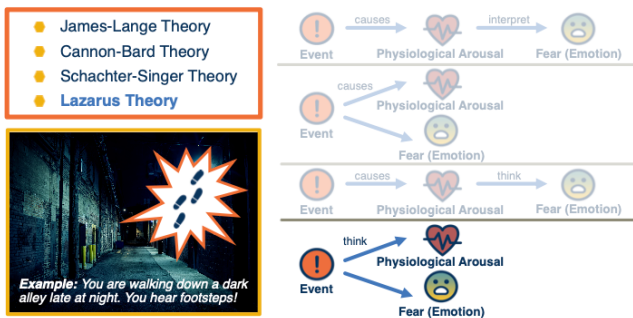 James-Lange Theory
Cannon-Bard Theory
Schachter-Singer Theory
Lazarus Theory
Example: You are walking down a dark
alley late at night. You hear footsteps!
causes
interpret
Event
Physiological Arousal
Fear (Emotion)
causes
Physiological Arousal
Event
Fear (Emotion)
causes
think
Event
Physiological Arousal
Fear (Emotion)
think
Physiological Arousal
Event
Fear (Emotion)